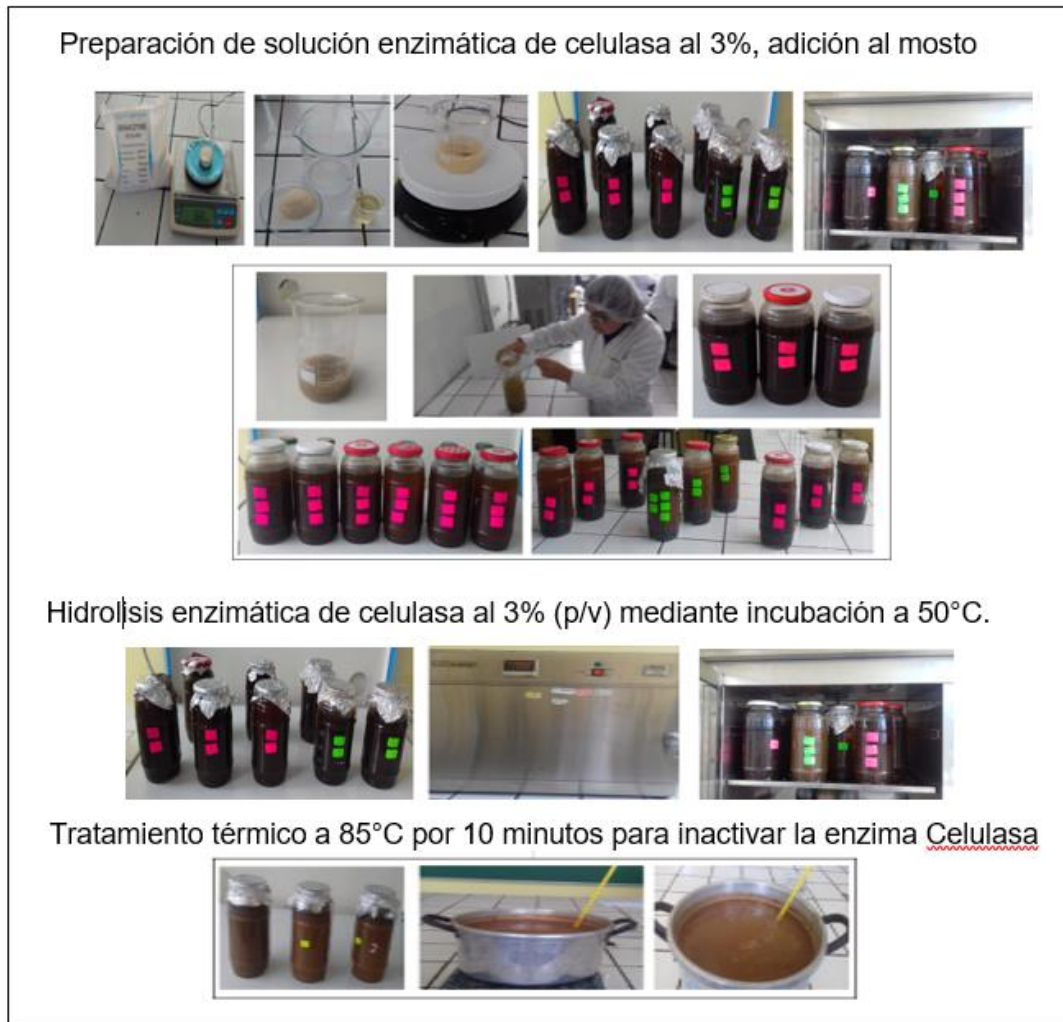 Preparación de solución enzimática de celulasa al 3%, adición al mosto
Hidrolisis enzimática de celulasa al 3% (p/v) mediante incubación a 50°C.
Tratamiento térmico a 85°C por 10 minutos para inactivar la enzima Celulasa